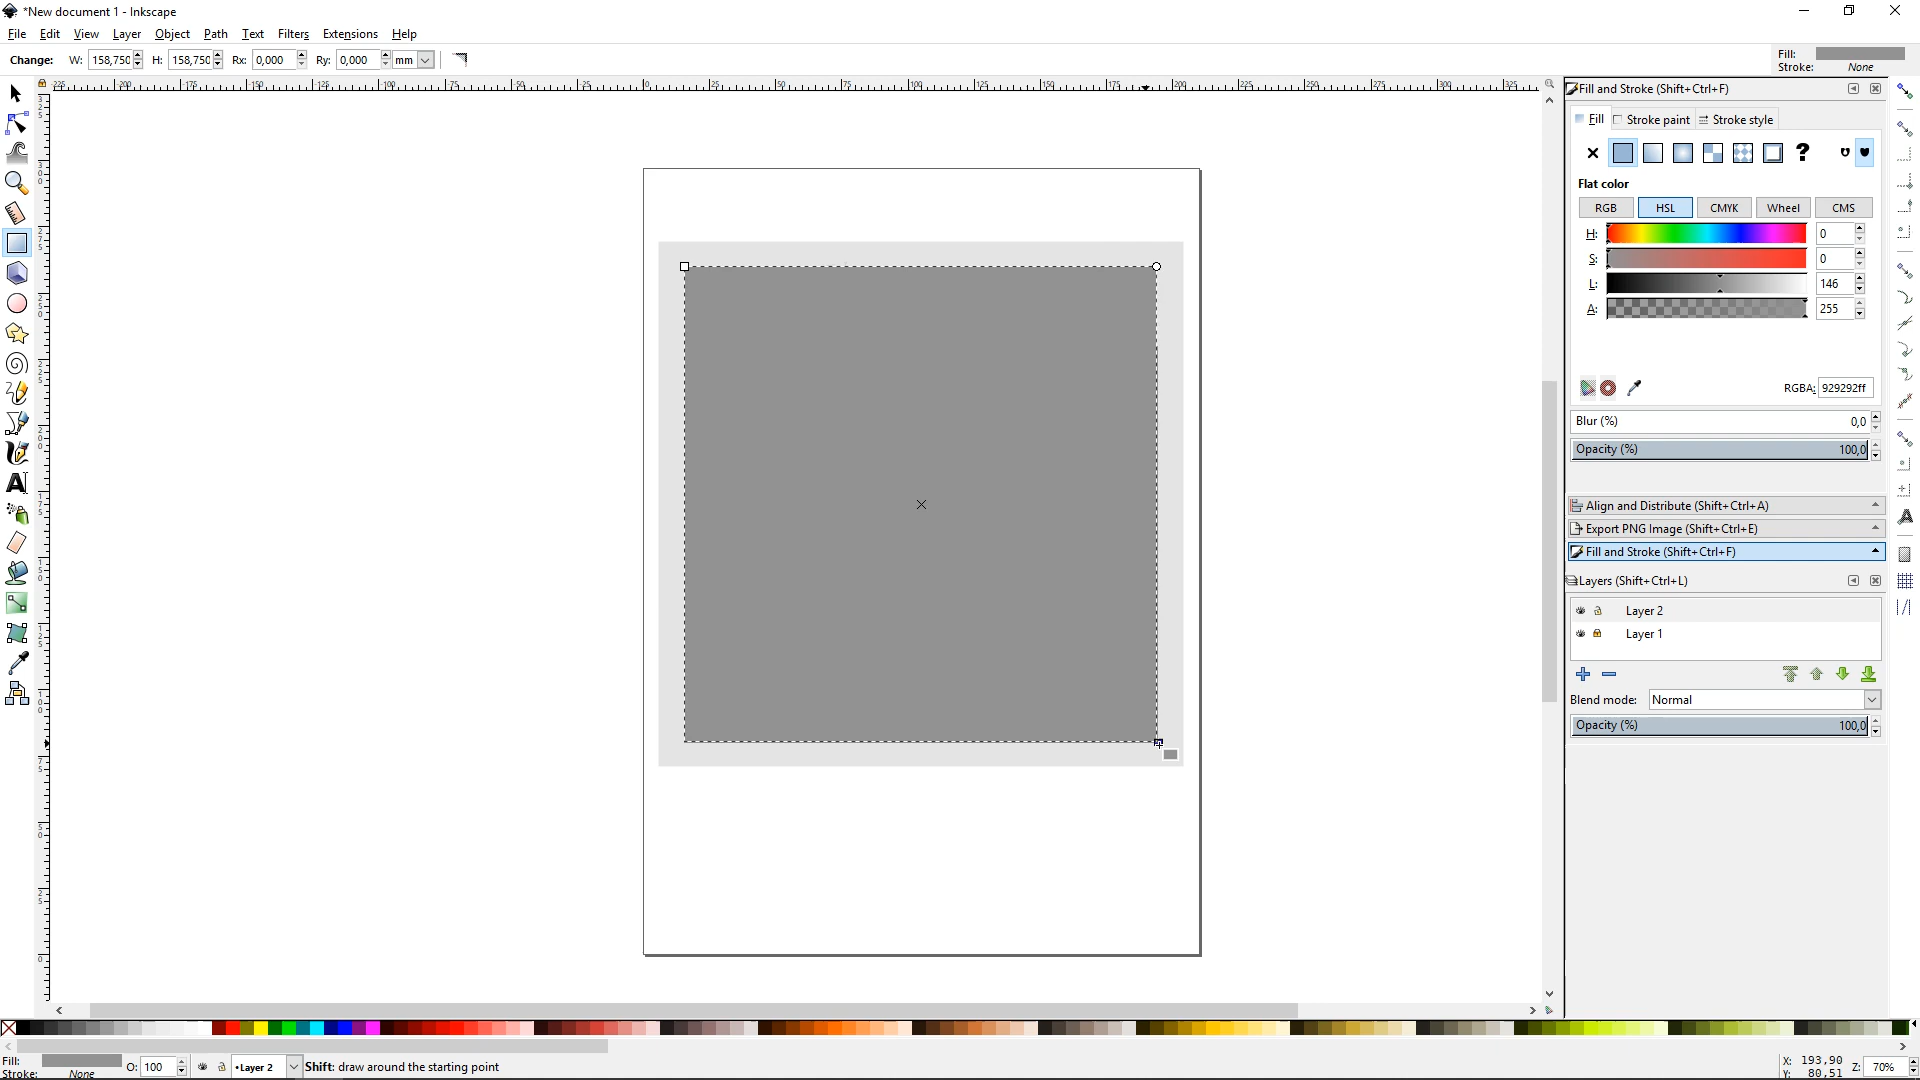 *New document 1 - Inkscape
File Edit View Layer Object Path Text Filters Extensions Help
Change: W: 158,750 H: 158,750 Rx: 0,000 Ry: 0,000 mm
Fill:
Stroke: None
Fill and Stroke (Shift+Ctrl+F)
Fill Stroke paint Stroke style
Flat color
RGB HSL CMYK Wheel CMS
H: 0
S: 0
L: 146
A: 255
RGBA: 929292ff
Blur (%) 0,0
Opacity (%) 100,0
Align and Distribute (Shift+Ctrl+A)
Export PNG Image (Shift+Ctrl+E)
Fill and Stroke (Shift+Ctrl+F)
Layers (Shift+Ctrl+L)
Layer 2
Layer 1
Blend mode: Normal
Opacity (%) 100,0
Fill:
Stroke: None
O: 100
•Layer 2
Shift: draw around the starting point
X: 193,90
Y: 80,51
Z: 70%